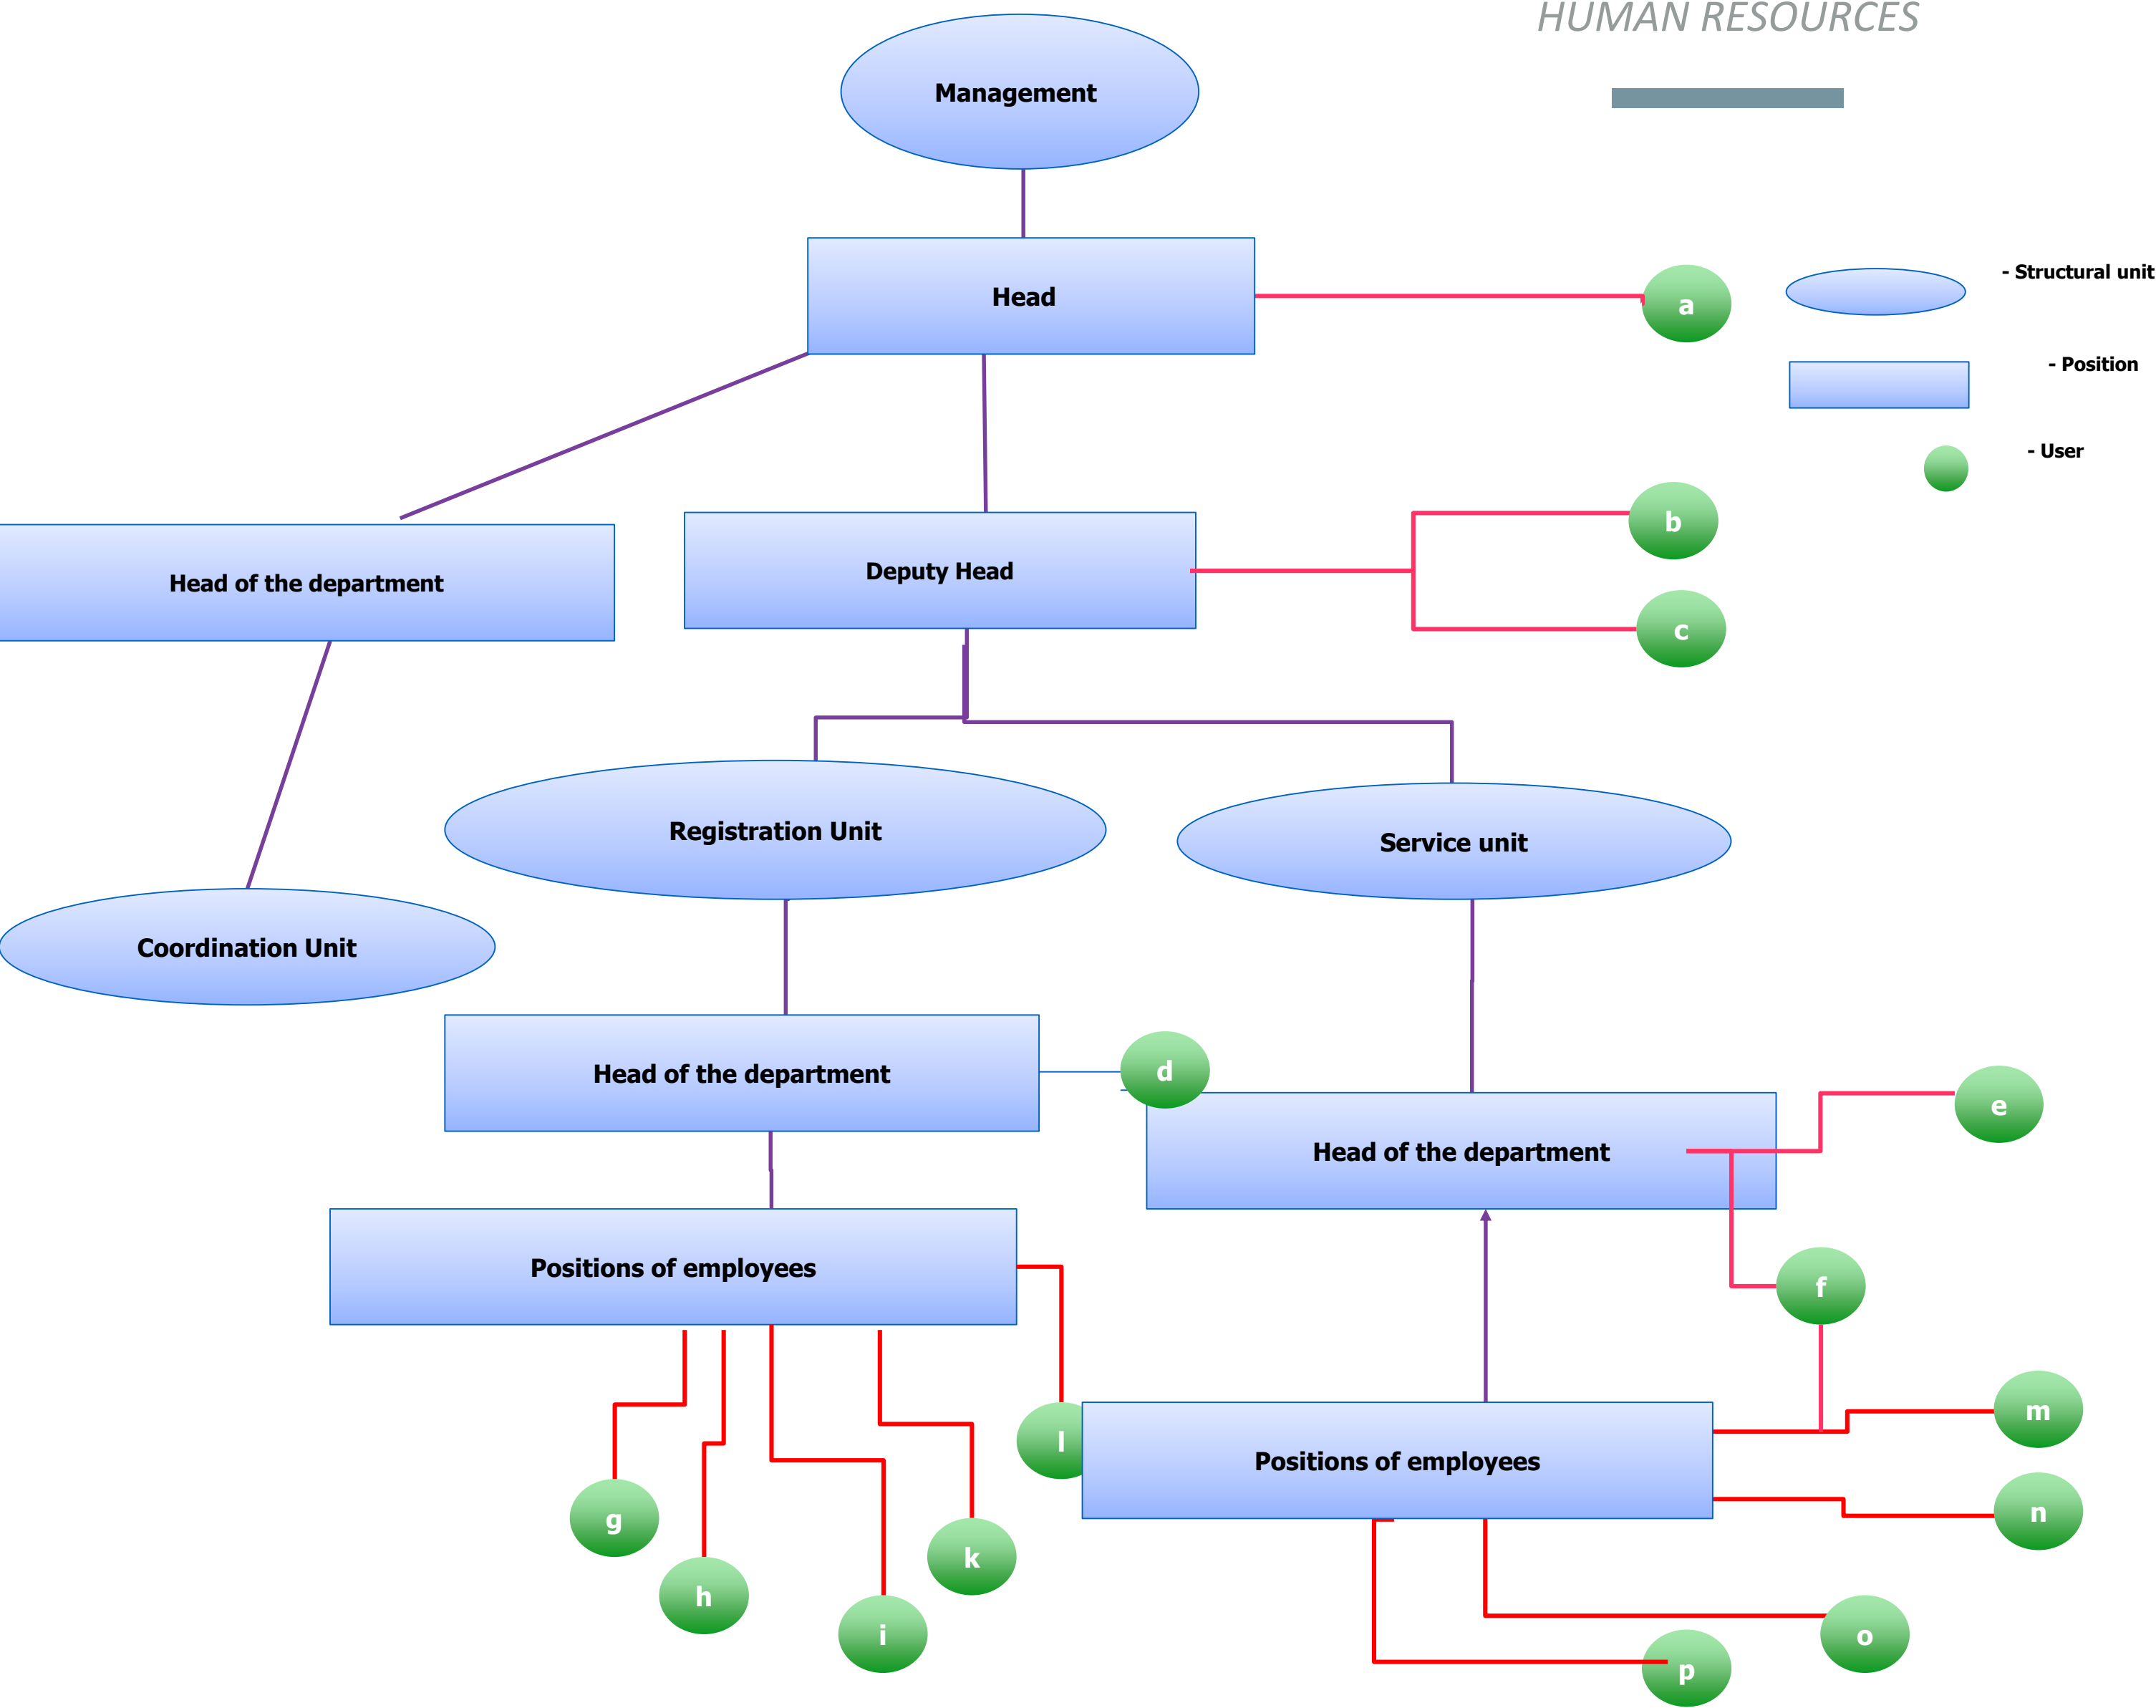 HUMAN RESOURCES
Management
Head
a
- Structural unit
- Position
- User
b
Head of the department
Deputy Head
c
Registration Unit
Service unit
Coordination Unit
Head of the department
d
Head of the department
e
Positions of employees
f
l
Positions of employees
m
n
g
k
h
i
o
p